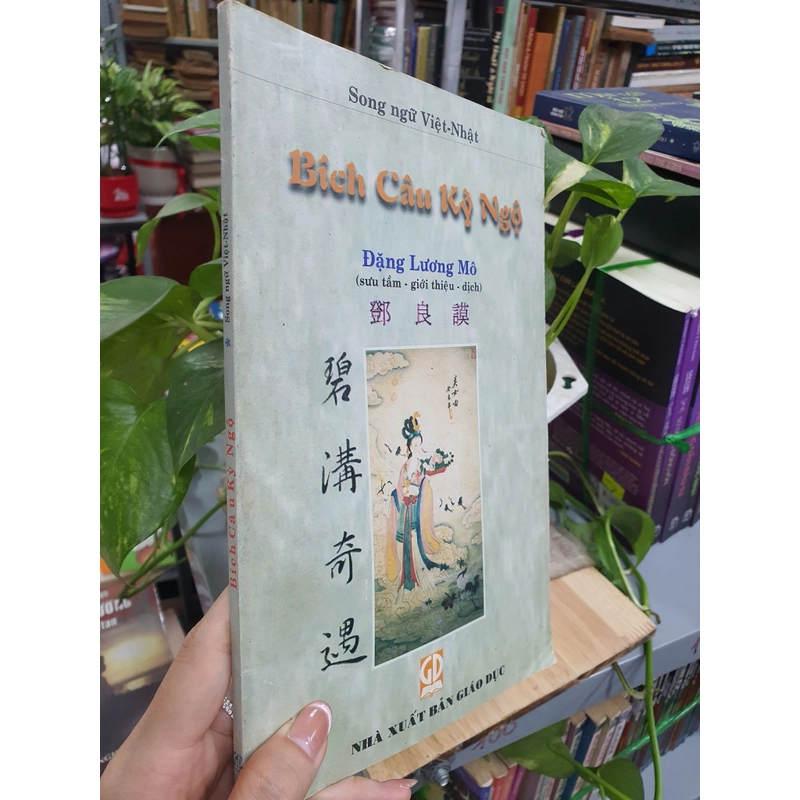 Song ngữ Việt-Nhật
Bích Câu Kỳ Ngộ
Đặng Lương Mô
(sưu tầm - giới thiệu - dịch)
鄧良謨
碧溝奇遇
GD
NHÀ XUẤT BẢN GIÁO DỤC
Bích Câu Kỳ Ngộ * Song ngữ Việt-Nhật